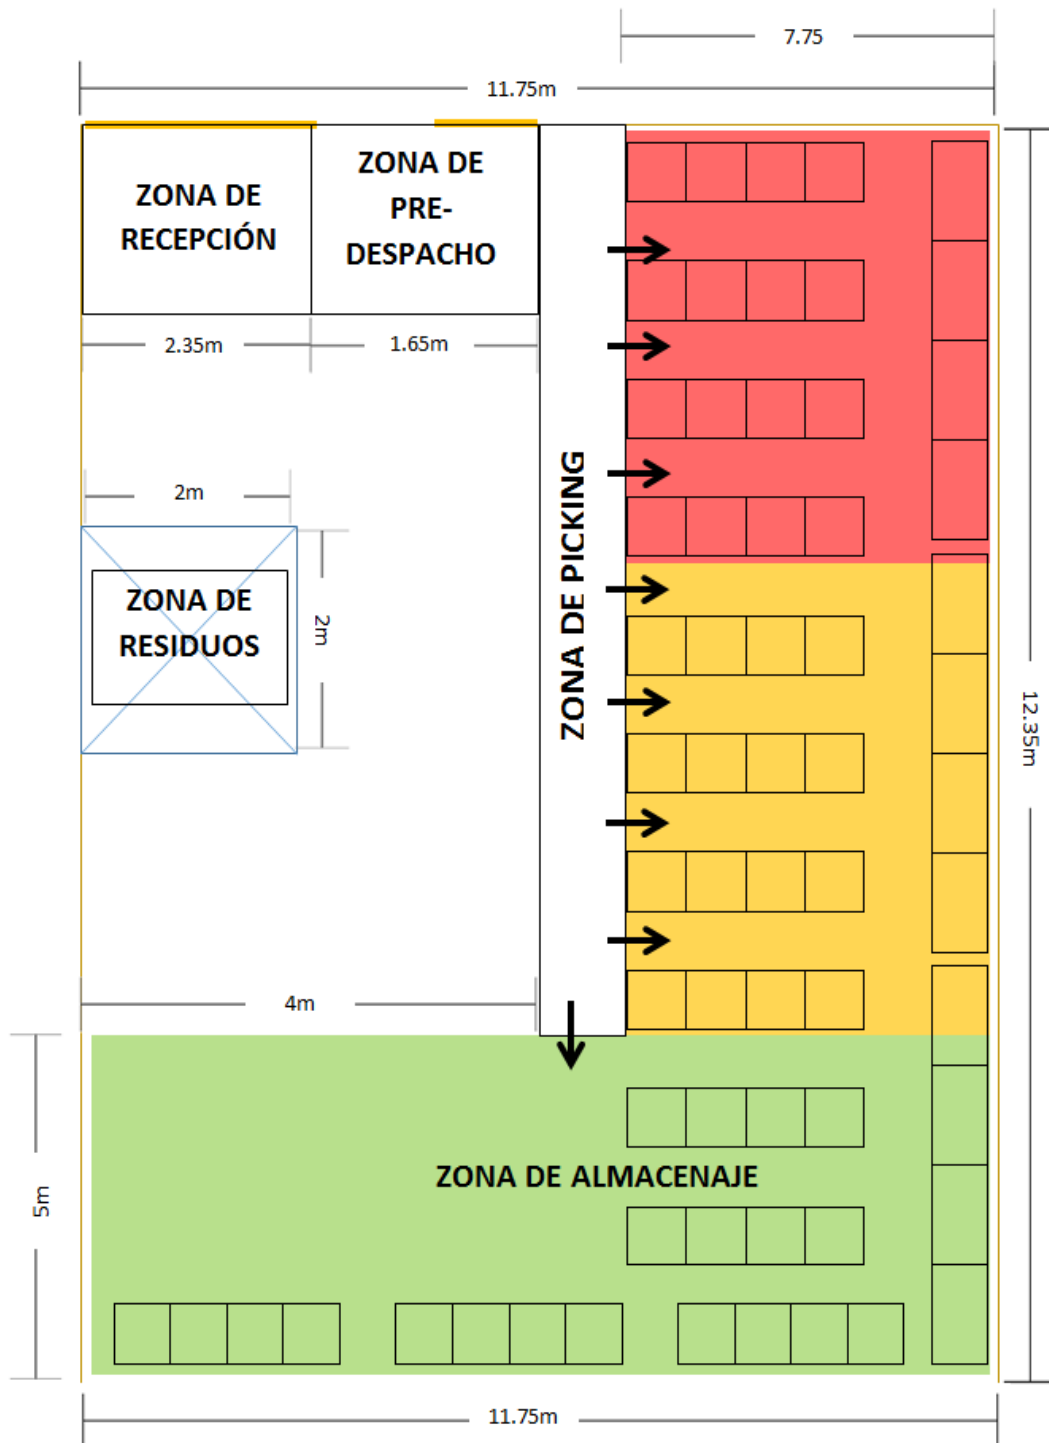 7.75
11.75m
ZONA DE
RECEPCIÓN
ZONA DE
PRE-
DESPACHO
2.35m
1.65m
2m
ZONA DE
RESIDUOS
2m
ZONA DE PICKING
12.35m
4m
5m
ZONA DE ALMACENAJE
11.75m